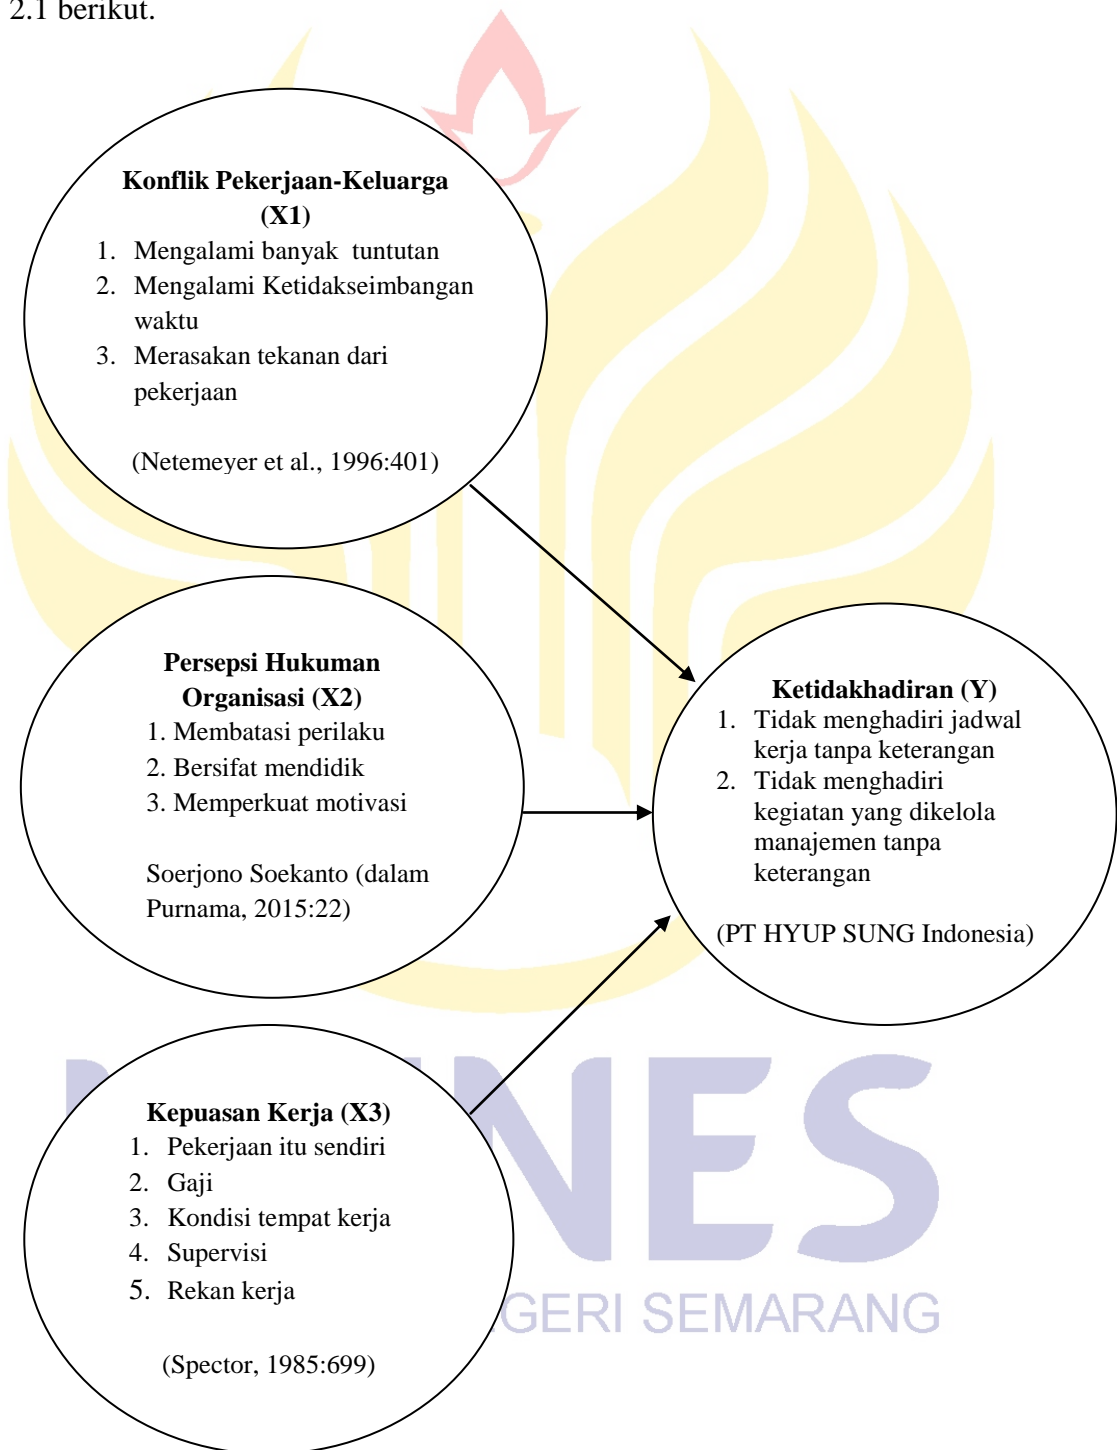 2.1 berikut.
Konflik Pekerjaan-Keluarga
(X1)
1. Mengalami banyak tuntutan
2. Mengalami Ketidakseimbangan
waktu
3. Merasakan tekanan dari
pekerjaan
(Netemeyer et al., 1996:401)
Persepsi Hukuman
Organisasi (X2)
1. Membatasi perilaku
2. Bersifat mendidik
3. Memperkuat motivasi
Soerjono Soekanto (dalam
Purnama, 2015:22)
Ketidakhadiran (Y)
1. Tidak menghadiri jadwal
kerja tanpa keterangan
2. Tidak menghadiri
kegiatan yang dikelola
manajemen tanpa
keterangan
(PT HYUP SUNG Indonesia)
Kepuasan Kerja (X3)
1. Pekerjaan itu sendiri
2. Gaji
3. Kondisi tempat kerja
4. Supervisi
5. Rekan kerja
(Spector, 1985:699)
NES
GERI SEMARANG